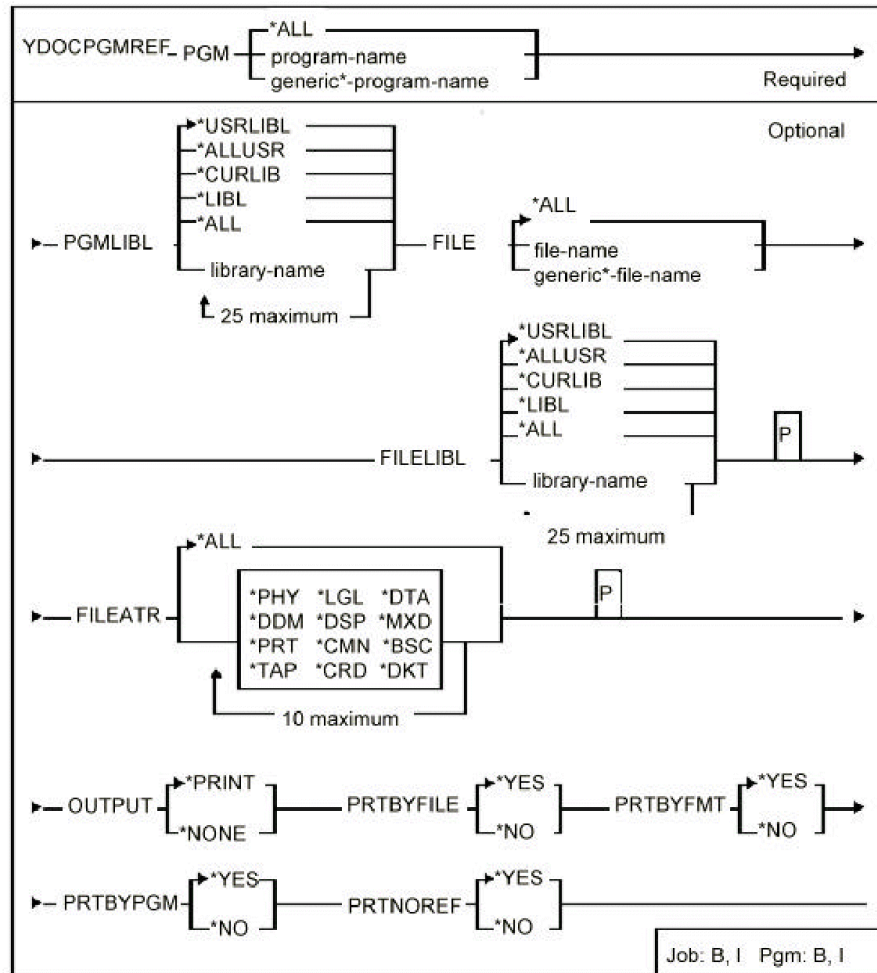 YDOCPGMREF PGM
*ALL
program-name
generic*-program-name
Required
Optional
PGMLIBL
*USRLIBL
*ALLUSR
*CURLIB
*LIBL
*ALL
library-name
25 maximum
FILE
*ALL
file-name
generic*-file-name
FILELIBL
*USRLIBL
*ALLUSR
*CURLIB
*LIBL
*ALL
library-name
25 maximum
P
FILEATR
*ALL
*PHY *LGL *DTA
*DDM *DSP *MXD
*PRT *CMN *BSC
*TAP *CRD *DKT
10 maximum
P
OUTPUT
*PRINT
*NONE
PRTBYFILE
*YES
*NO
PRTBYFMT
*YES
*NO
PRTBYPGM
*YES
*NO
PRTNOREF
*YES
*NO
Job: B, I Pgm: B, I